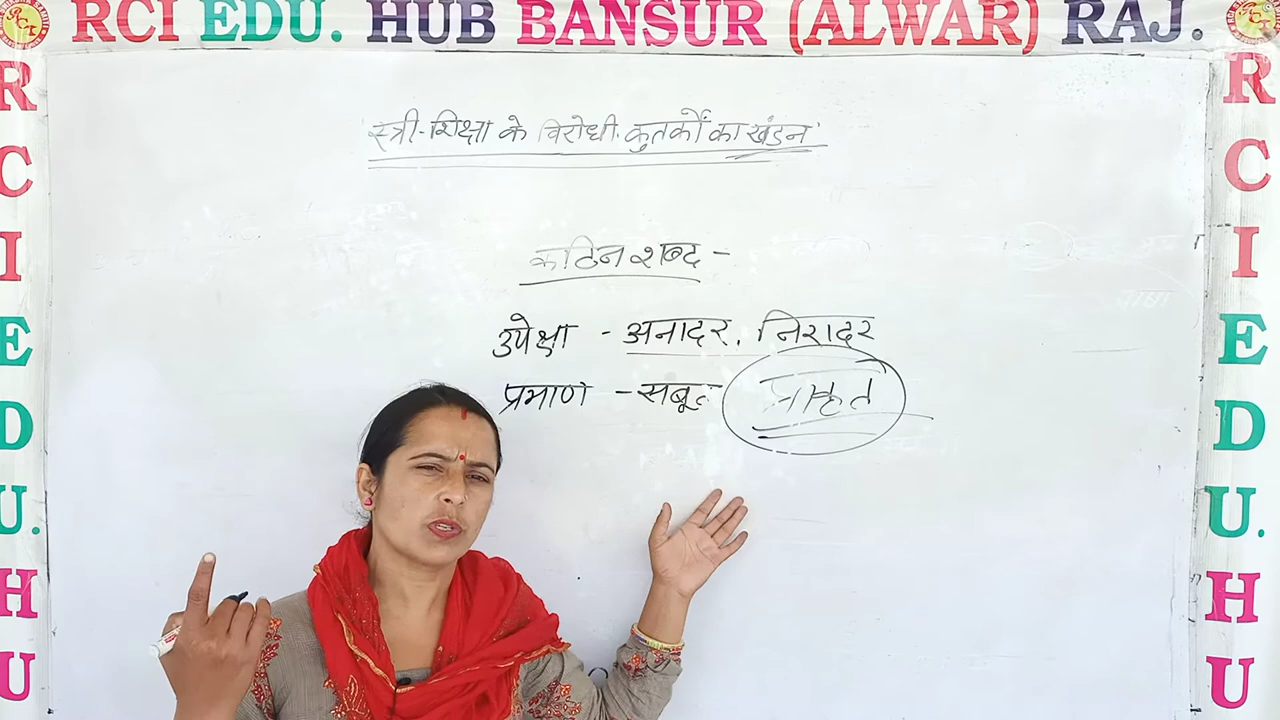 RCI EDU. HUB BANSUR (ALWAR) RAJ.
'स्त्री-शिक्षा के विरोधी कुतर्कों का खंडन'
कठिन शब्द -
उपेक्षा - अनादर, निरादर
प्रमाण - सबूत
R C I E D U. H U
R C I E D U. H U